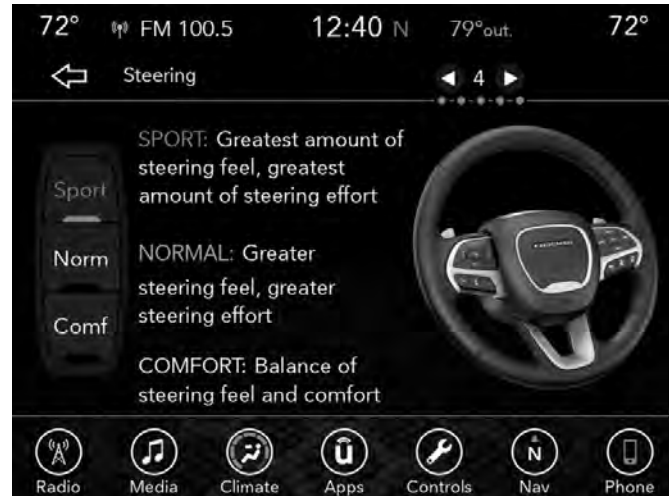 72° FM 100.5 12:40 N 79°out. 72°
Steering
4
Sport
Norm
Comf
SPORT: Greatest amount of
steering feel, greatest
amount of steering effort
NORMAL: Greater
steering feel, greater
steering effort
COMFORT: Balance of
steering feel and comfort
Radio Media Climate Apps Controls N Nav Phone